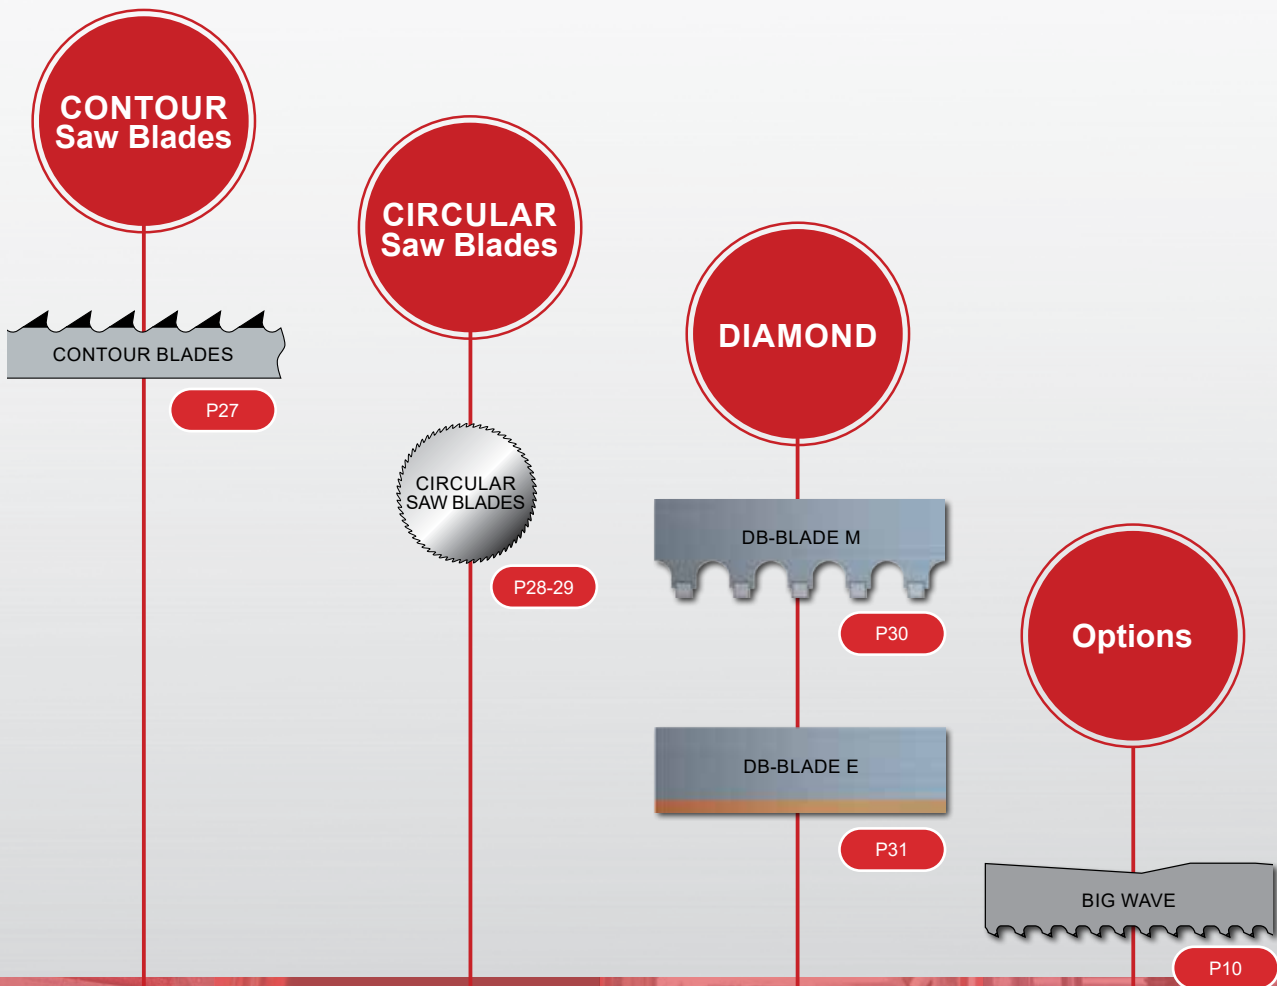 CONTOUR
Saw Blades
CONTOUR BLADES
P27
CIRCULAR
Saw Blades
CIRCULAR
SAW BLADES
P28-29
DIAMOND
DB-BLADE M
P30
DB-BLADE E
P31
Options
BIG WAVE
P10